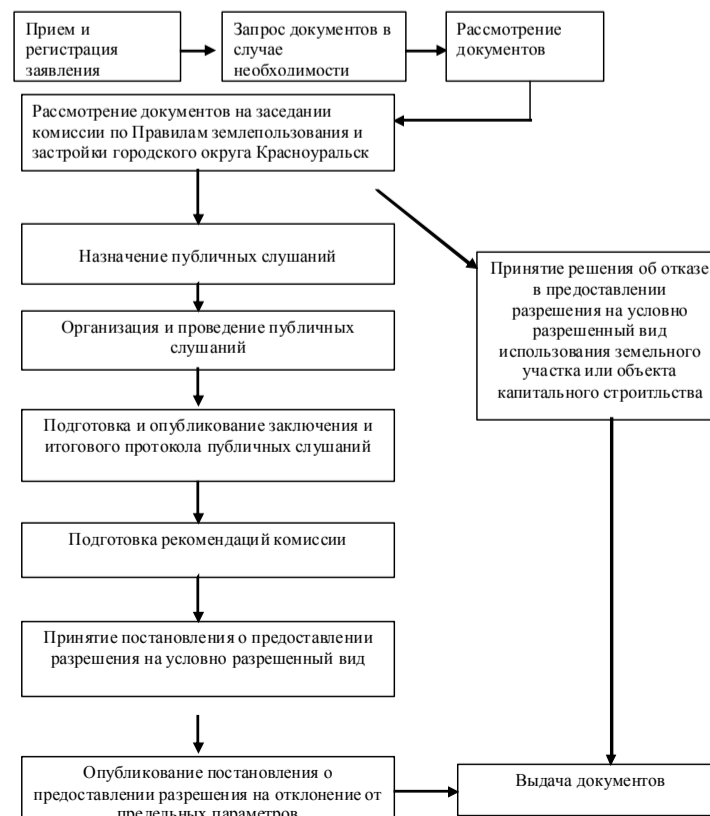 Прием и
регистрация
заявления
Запрос документов в
случае
необходимости
Рассмотрение
документов
Рассмотрение документов на заседании
комиссии по Правилам землепользования и
застройки городского округа Красноуральск
Назначение публичных слушаний
Принятие решения об отказе
в предоставлении
разрешения на условно
разрешенный вид
использования земельного
участка или объекта
капитального строитльства
Организация и проведение публичных
слушаний
Подготовка и опубликование заключения и
итогового протокола публичных слушаний
Подготовка рекомендаций комиссии
Принятие постановления о предоставлении
разрешения на условно разрешенный вид
Опубликование постановления о
предоставлении разрешения на отклонение от
предельных параметров
Выдача документов